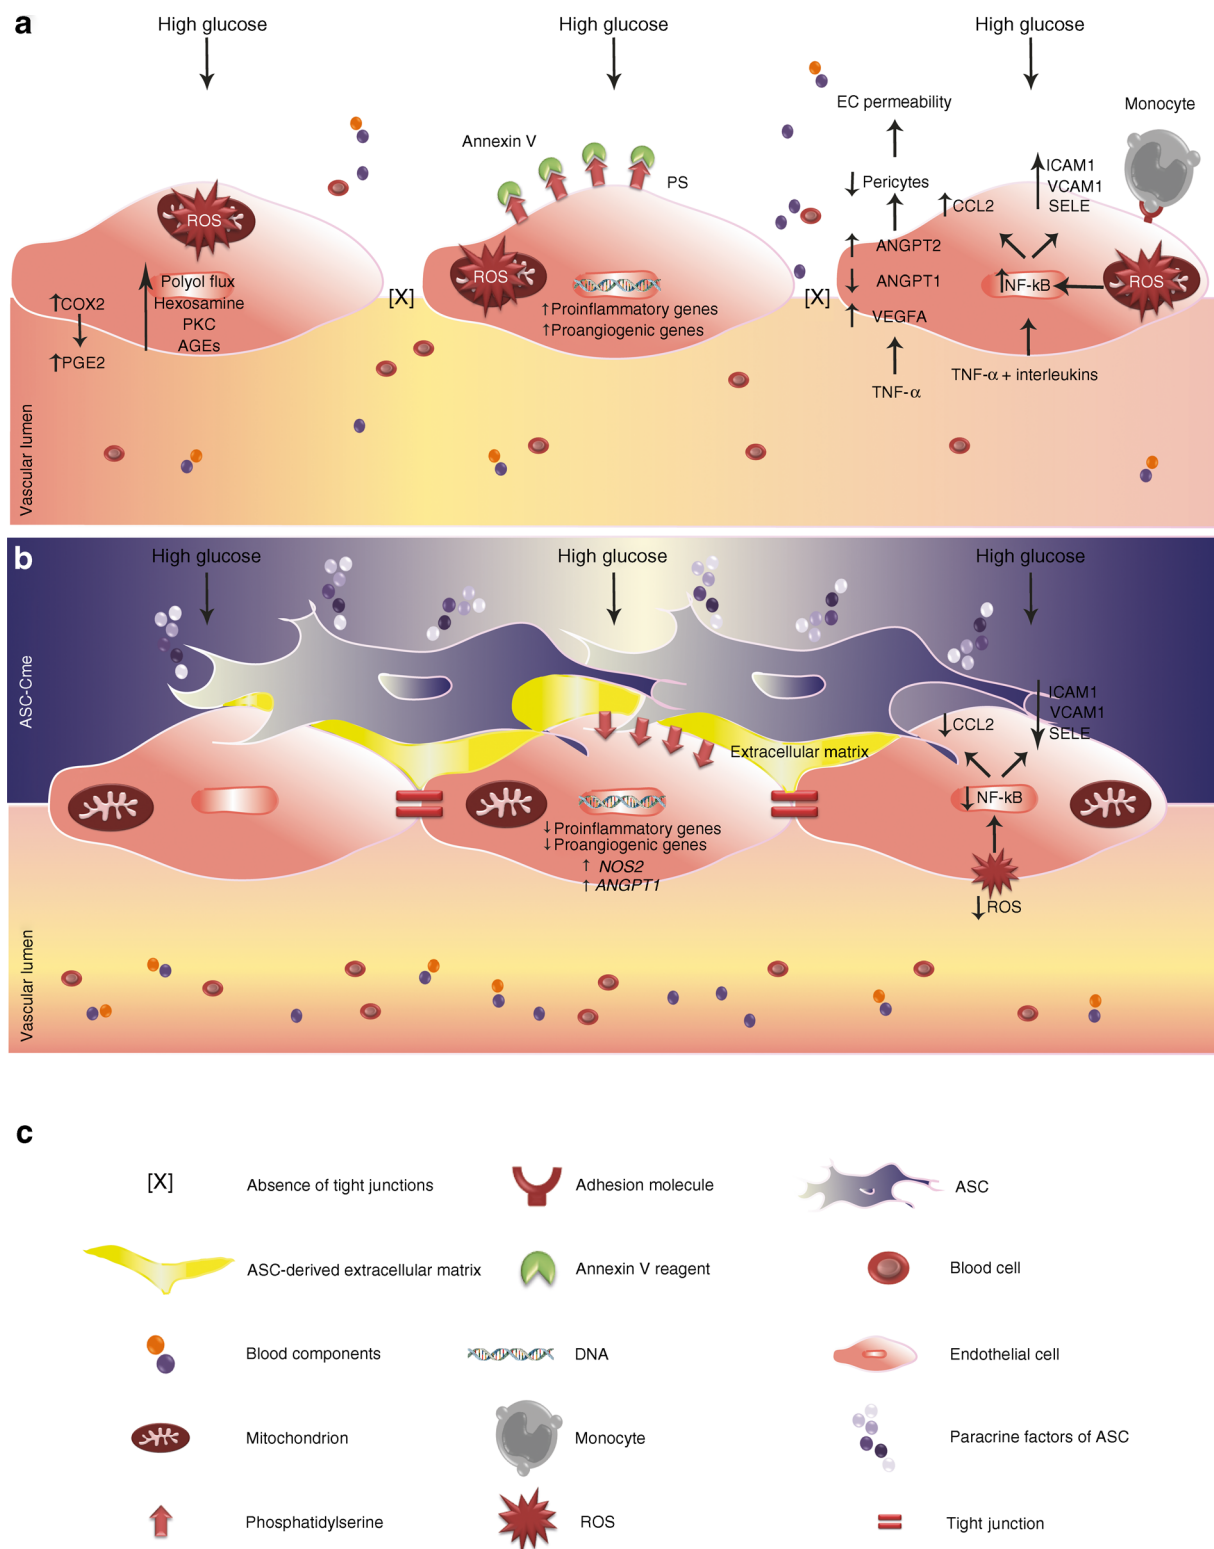 a
High glucose
High glucose
High glucose
EC permeability
Monocyte
Annexin V
PS
ICAM1
VCAM1
SELE
↓ Pericytes
↑CCL2
ROS
↑ ANGPT2
ROS
ROS
↓ ANGPT1
↑NF-kB
↑ VEGFA
Polyol flux
Hexosamine
PKC
AGEs
↑COX2
↑PGE2
[X]
↑Proinflammatory genes
↑Proangiogenic genes
[X]
TNF-α
TNF-α + interleukins
Vascular lumen
b
High glucose
High glucose
High glucose
ASC-Cme
ICAM1
VCAM1
SELE
↓CCL2
Extracellular matrix
↓NF-kB
↓Proinflammatory genes
↓Proangiogenic genes
↑ NOS2
↑ ANGPT1
↓ROS
Vascular lumen
c
[X]
Absence of tight junctions
Adhesion molecule
ASC
ASC-derived extracellular matrix
Annexin V reagent
Blood cell
Blood components
DNA
Endothelial cell
Mitochondrion
Monocyte
Paracrine factors of ASC
Phosphatidylserine
ROS
Tight junction